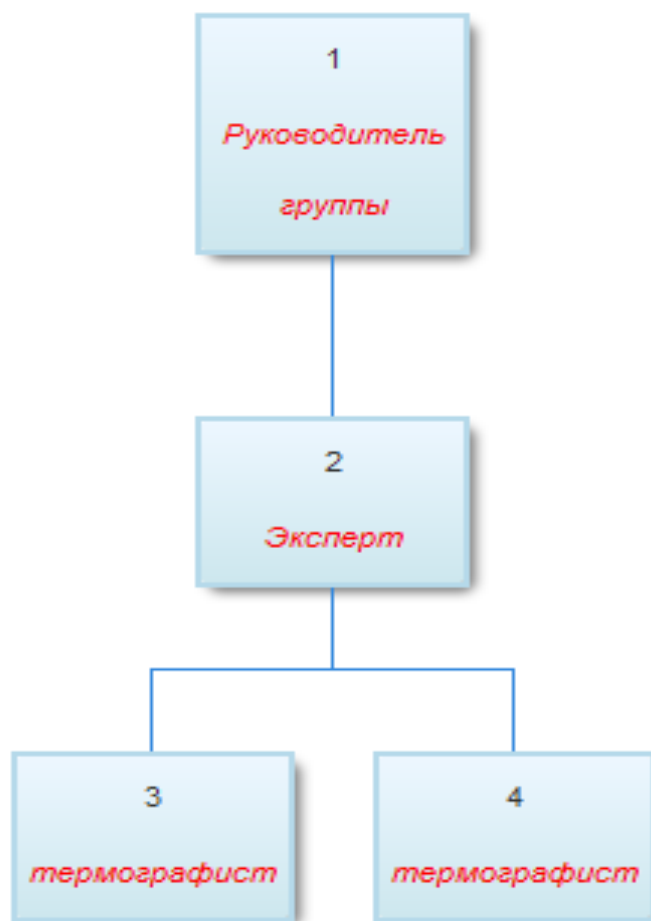 1
Руководитель
группы
2
Эксперт
3
термографист
4
термографист